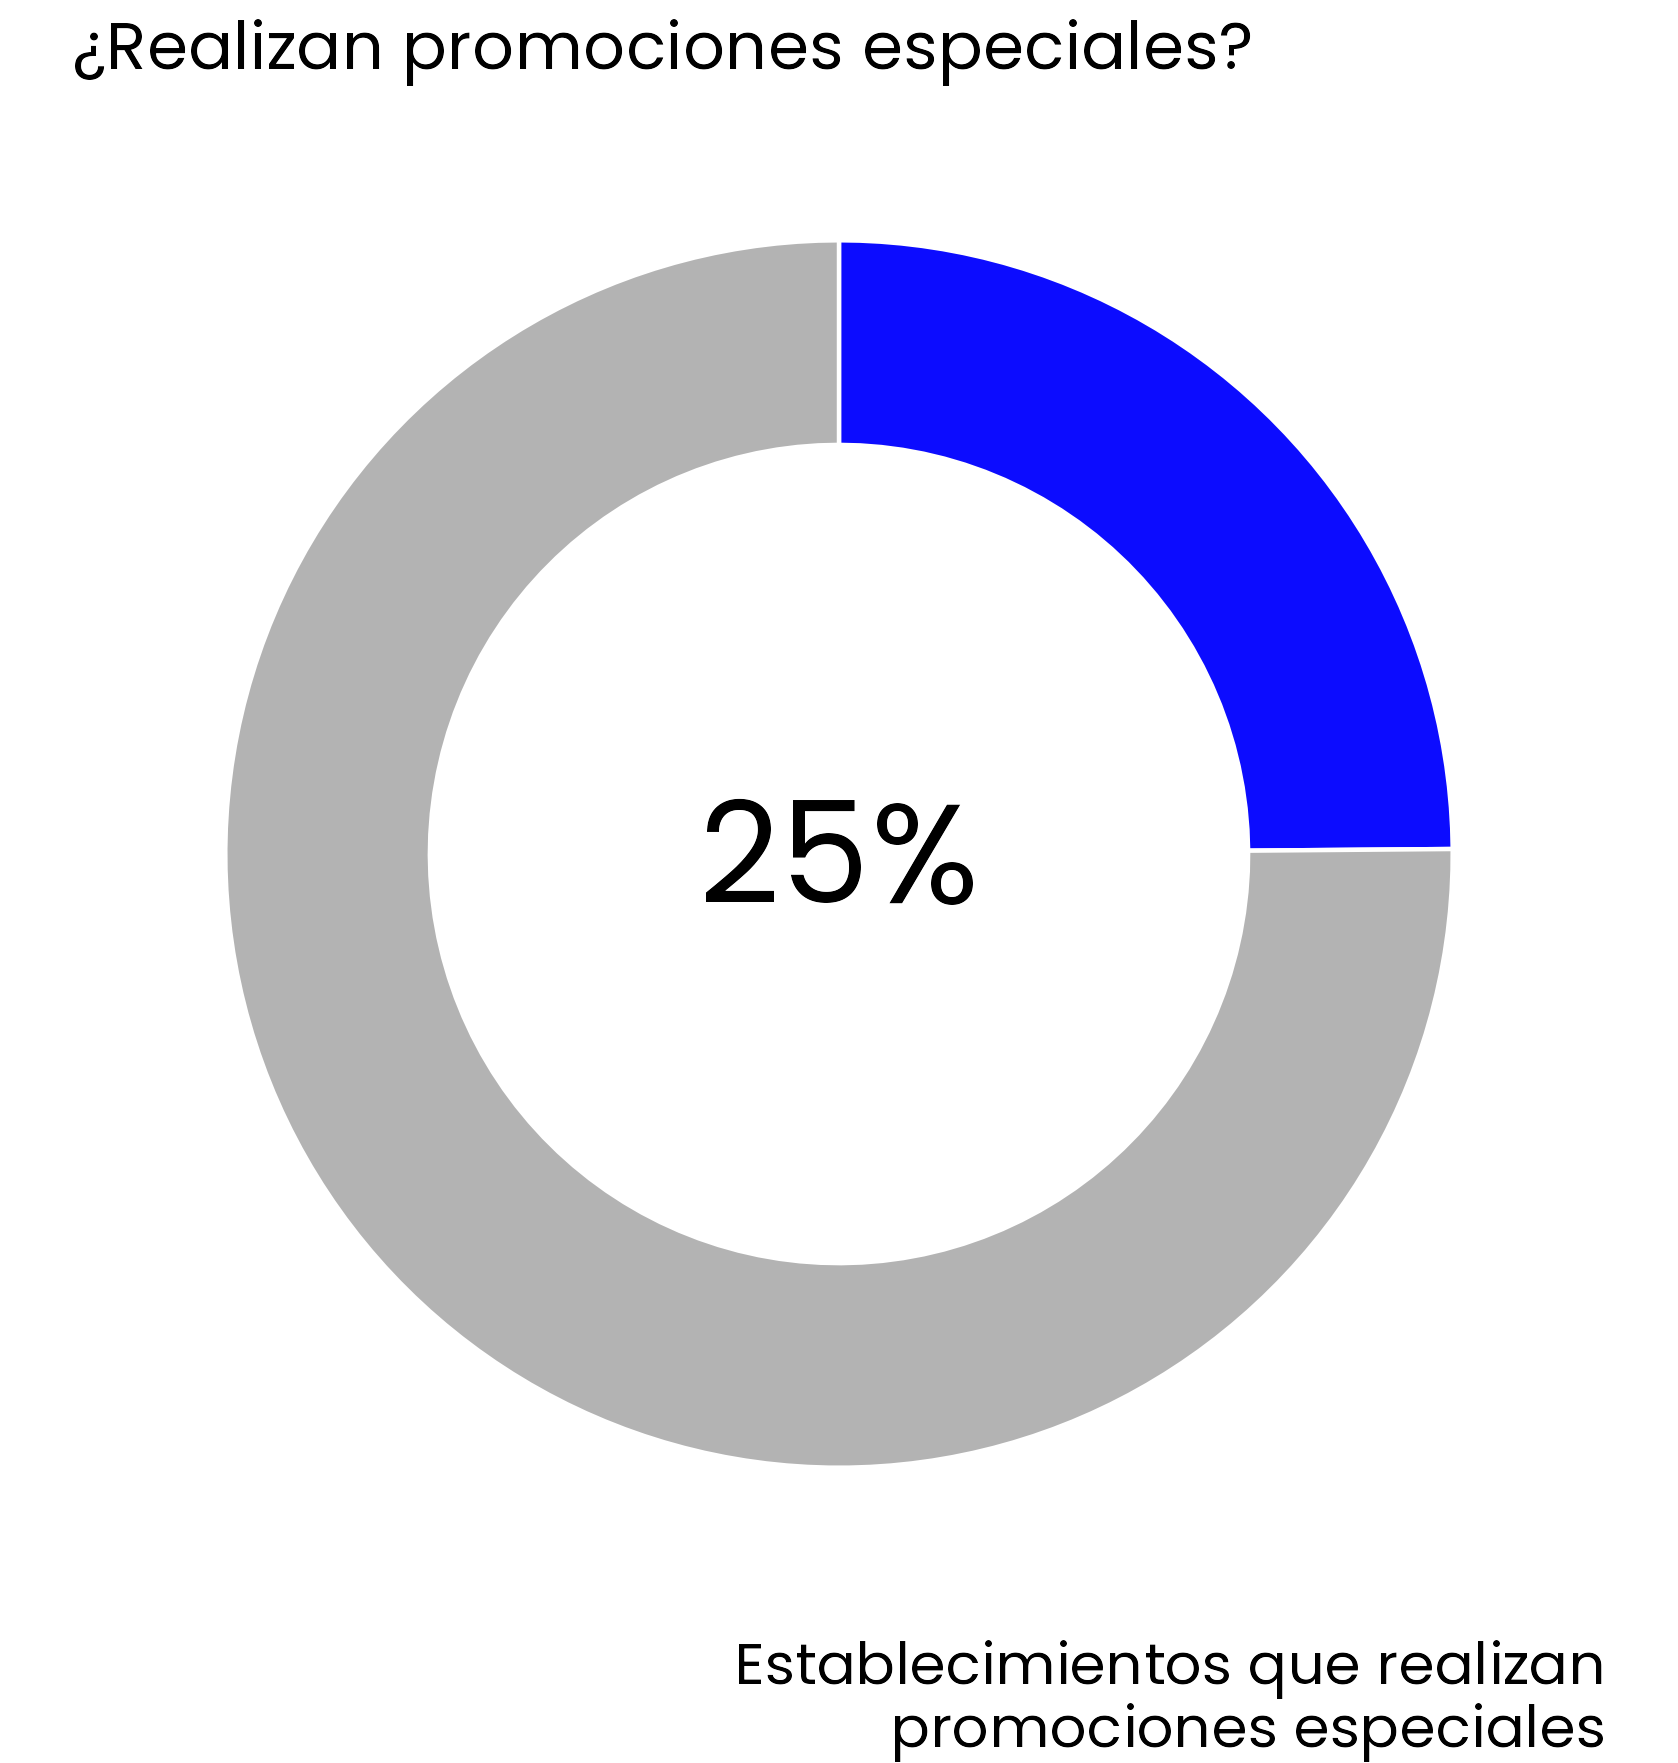 ¿Realizan promociones especiales?
25%
Establecimientos que realizan
promociones especiales